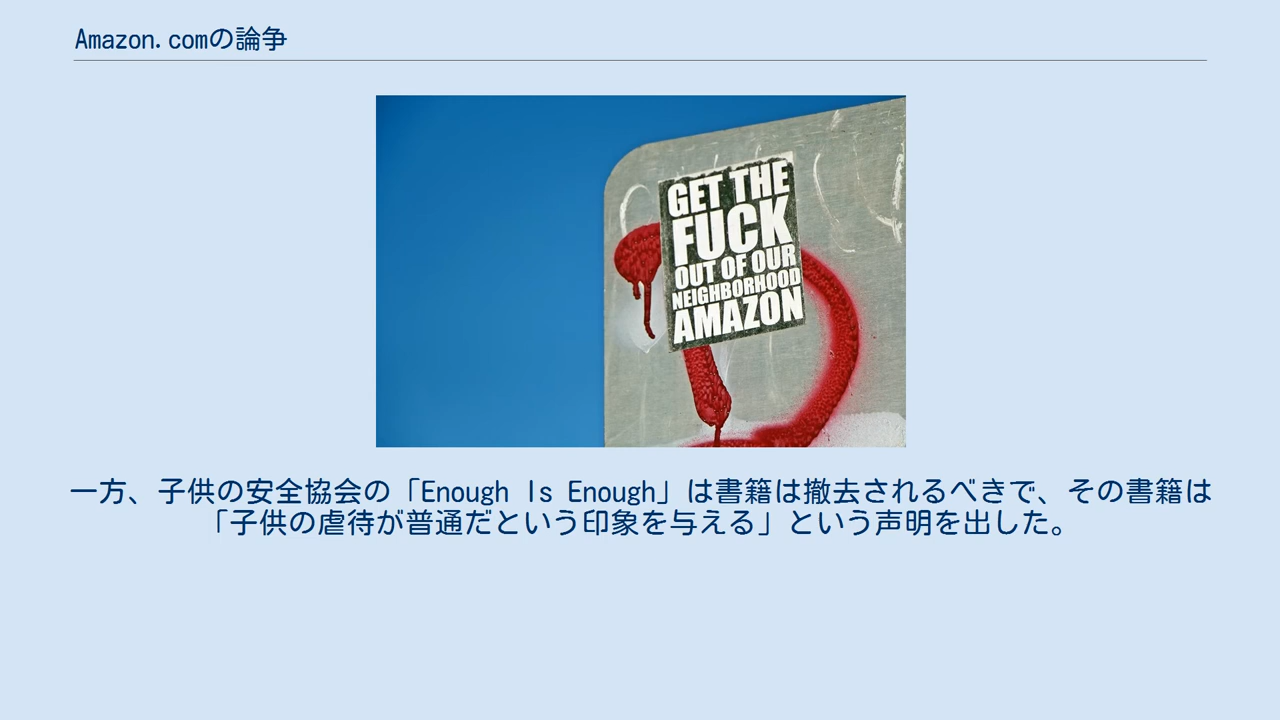 Amazon.comの論争
GET THE
FUCK
OUT OF OUR
NEIGHBORHOOD
AMAZON
一方、子供の安全協会の「Enough Is Enough」は書籍は撤去されるべきで、その書籍は
「子供の虐待が普通だという印象を与える」という声明を出した。